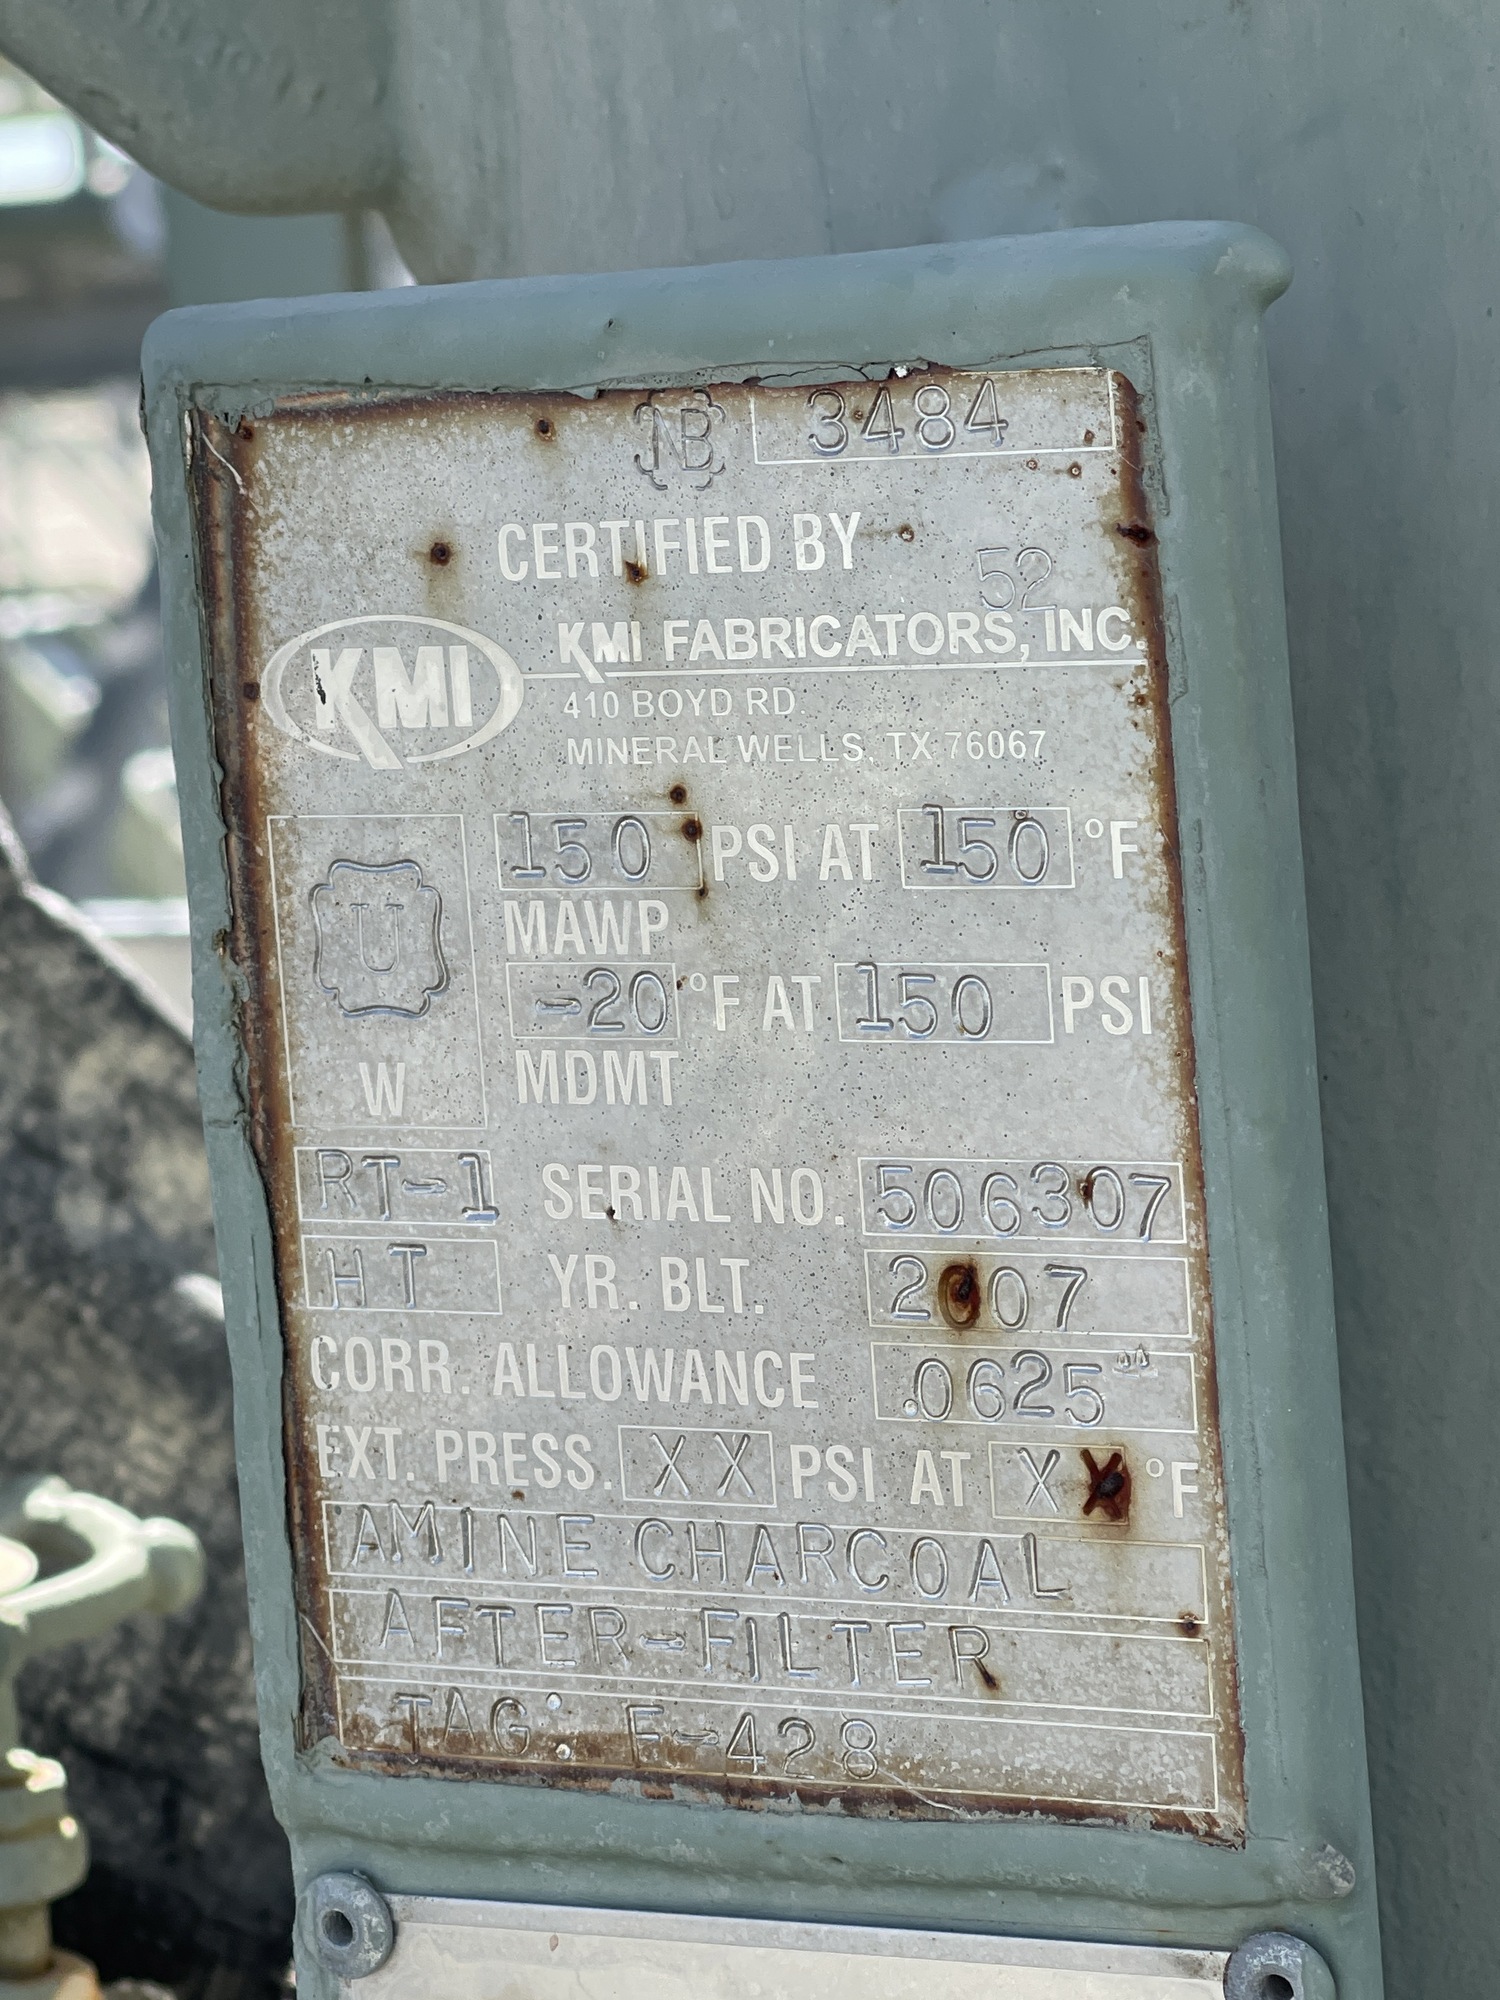 NB 3484
CERTIFIED BY
52
KMI KMI FABRICATORS, INC.
410 BOYD RD.
MINERAL WELLS, TX 76067
150 PSI AT 150 °F
MAWP
U
-20 °F AT 150 PSI
W MDMT
RT-1 SERIAL NO. 506307
HT YR. BLT. 2007
CORR. ALLOWANCE .0625"
EXT. PRESS. XX PSI AT XX °F
AMINE CHARCOAL
AFTER-FILTER
TAG: F-428